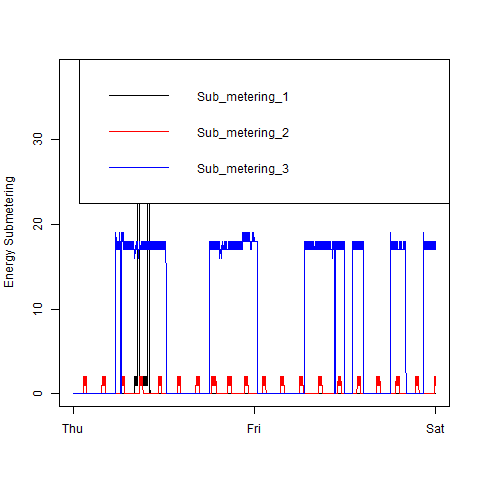 Sub_metering_1
Sub_metering_2
Sub_metering_3
Energy Submetering
30
20
10
0
Thu Fri Sat